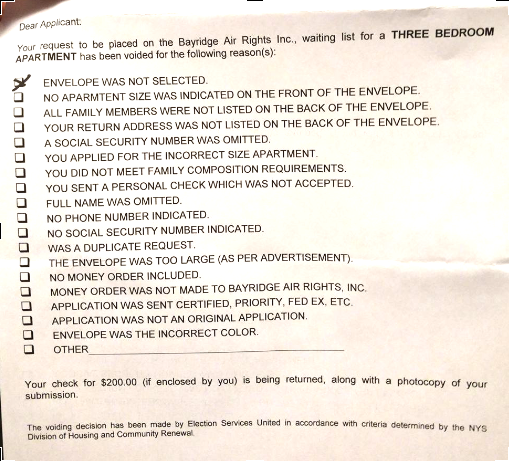 Dear Applicant:
Your request to be placed on the Bayridge Air Rights Inc., waiting list for a THREE BEDROOM
APARTMENT has been voided for the following reason(s):
ENVELOPE WAS NOT SELECTED.
NO APARMTENT SIZE WAS INDICATED ON THE FRONT OF THE ENVELOPE.
ALL FAMILY MEMBERS WERE NOT LISTED ON THE BACK OF THE ENVELOPE.
YOUR RETURN ADDRESS WAS NOT LISTED ON THE BACK OF THE ENVELOPE.
A SOCIAL SECURITY NUMBER WAS OMITTED.
YOU APPLIED FOR THE INCORRECT SIZE APARTMENT.
YOU DID NOT MEET FAMILY COMPOSITION REQUIREMENTS.
YOU SENT A PERSONAL CHECK WHICH WAS NOT ACCEPTED.
FULL NAME WAS OMITTED.
NO PHONE NUMBER INDICATED.
NO SOCIAL SECURITY NUMBER INDICATED.
WAS A DUPLICATE REQUEST.
THE ENVELOPE WAS TOO LARGE (AS PER ADVERTISEMENT).
NO MONEY ORDER INCLUDED.
MONEY ORDER WAS NOT MADE TO BAYRIDGE AIR RIGHTS, INC.
APPLICATION WAS SENT CERTIFIED, PRIORITY, FED EX, ETC.
APPLICATION WAS NOT AN ORIGINAL APPLICATION.
ENVELOPE WAS THE INCORRECT COLOR.
OTHER
Your check for $200.00 (if enclosed by you) is being returned, along with a photocopy of your
submission.
The voiding decision has been made by Election Services United in accordance with criteria determined by the NYS
Division of Housing and Community Renewal.